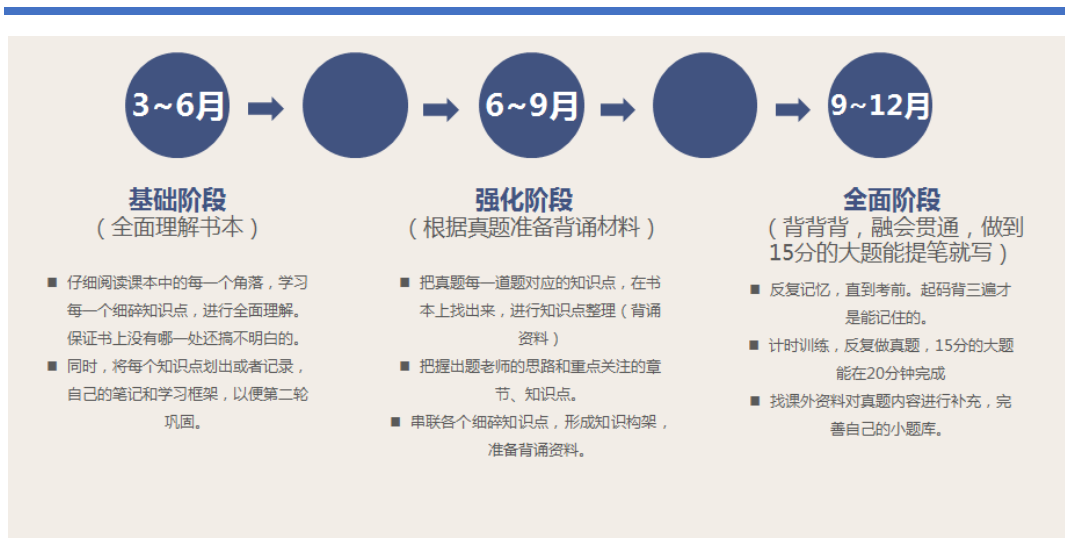 3~6月
6~9月
9~12月
基础阶段
（全面理解书本）
■ 仔细阅读课本中的每一个角落，学习
每一个细碎知识点，进行全面理解。
保证书上没有哪一处还搞不明白的。
■ 同时，将每个知识点划出或者记录，
自己的笔记和学习框架，以便第二轮
巩固。
强化阶段
（根据真题准备背诵材料）
■ 把真题每一道题对应的知识点，在书
本上找出来，进行知识点整理（背诵
资料）
■ 把握出题老师的思路和重点关注的章
节、知识点。
■ 串联各个细碎知识点，形成知识构架，
准备背诵资料。
全面阶段
（背背背，融会贯通，做到
15分的大题能提笔就写）
■ 反复记忆，直到考前。起码背三遍才
是能记住的。
■ 计时训练，反复做真题，15分的大题
能在20分钟完成
■ 找课外资料对真题内容进行补充，完
善自己的小题库。